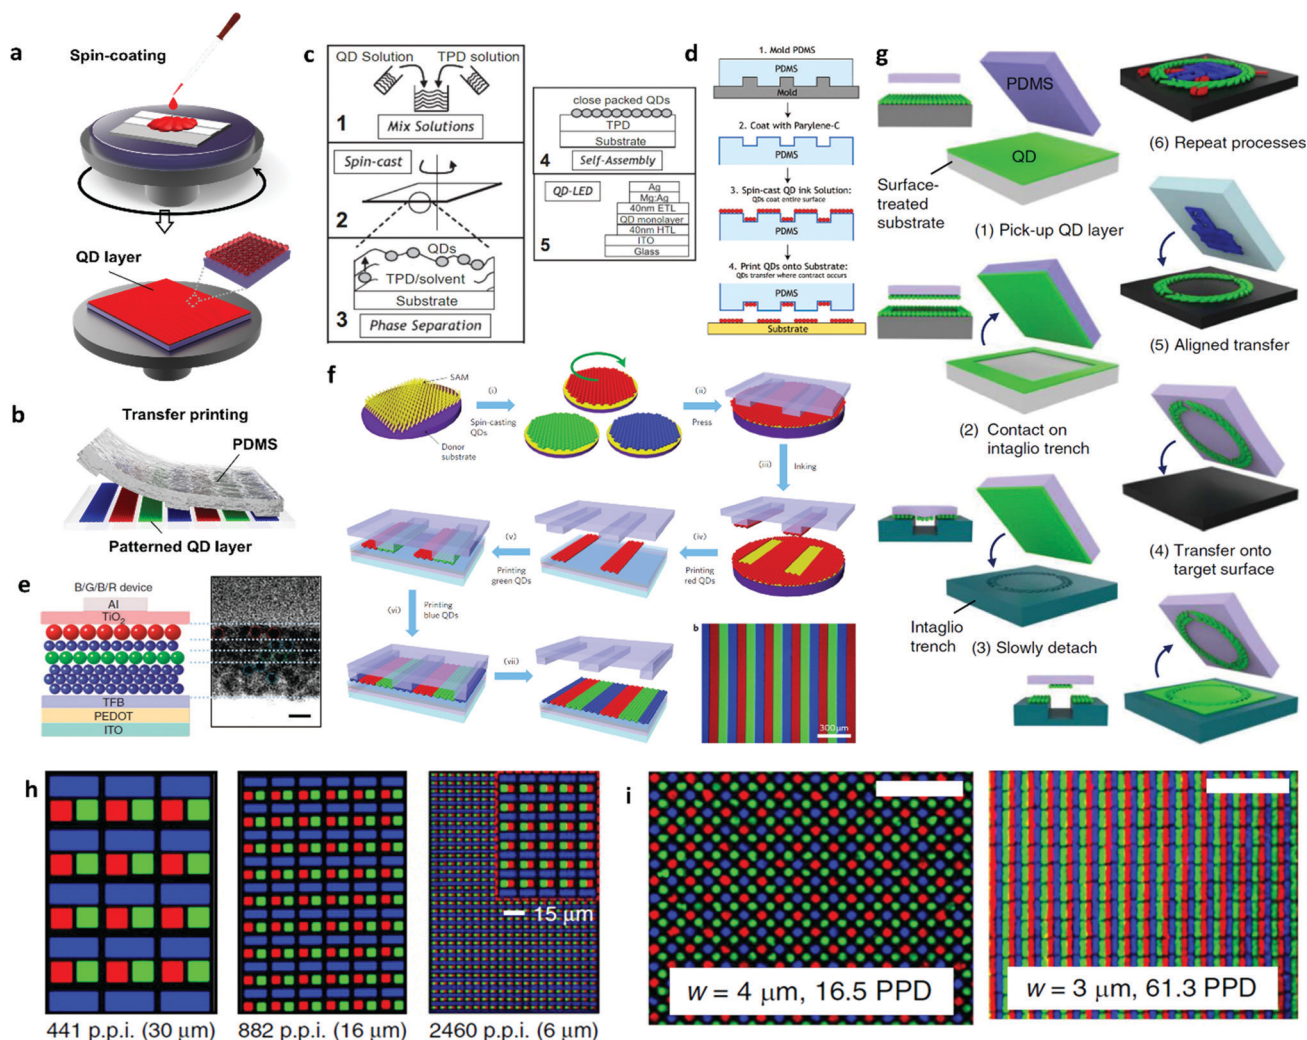 a
Spin-coating
QD layer
b
Transfer printing
PDMS
Patterned QD layer
c
QD Solution
TPD solution
1
Mix Solutions
Spin-cast
2
QDs
TPD/solvent
Substrate
3
Phase Separation
close packed QDs
TPD
Substrate
4
Self-Assembly
QD-LED
Ag
Mg:Ag
40nm ETL
QD monolayer
40nm HTL
ITO
Glass
5
d
1. Mold PDMS
PDMS
Mold
2. Coat with Parylene-C
PDMS
3. Spin-cast QD ink Solution:
QDs coat entire surface
PDMS
4. Print QDs onto Substrate:
QDs transfer where contract occurs
PDMS
Substrate
e
B/G/B/R device
Al
TiO2
TFB
PEDOT
ITO
f
SAM
Donor
substrate
(i)
Spin-casting
QDs
(ii)
Press
(iii)
Inking
(iv)
Printing
red QDs
(v)
Printing
green QDs
(vi)
Printing
blue QDs
(vii)
b
300 μm
g
PDMS
QD
Surface-
treated
substrate
(1) Pick-up QD layer
(2) Contact on
intaglio trench
Intaglio
trench
(3) Slowly detach
(4) Transfer onto
target surface
(5) Aligned transfer
(6) Repeat processes
h
441 p.p.i. (30 μm)
882 p.p.i. (16 μm)
15 μm
2460 p.p.i. (6 μm)
i
w = 4 μm, 16.5 PPD
w = 3 μm, 61.3 PPD